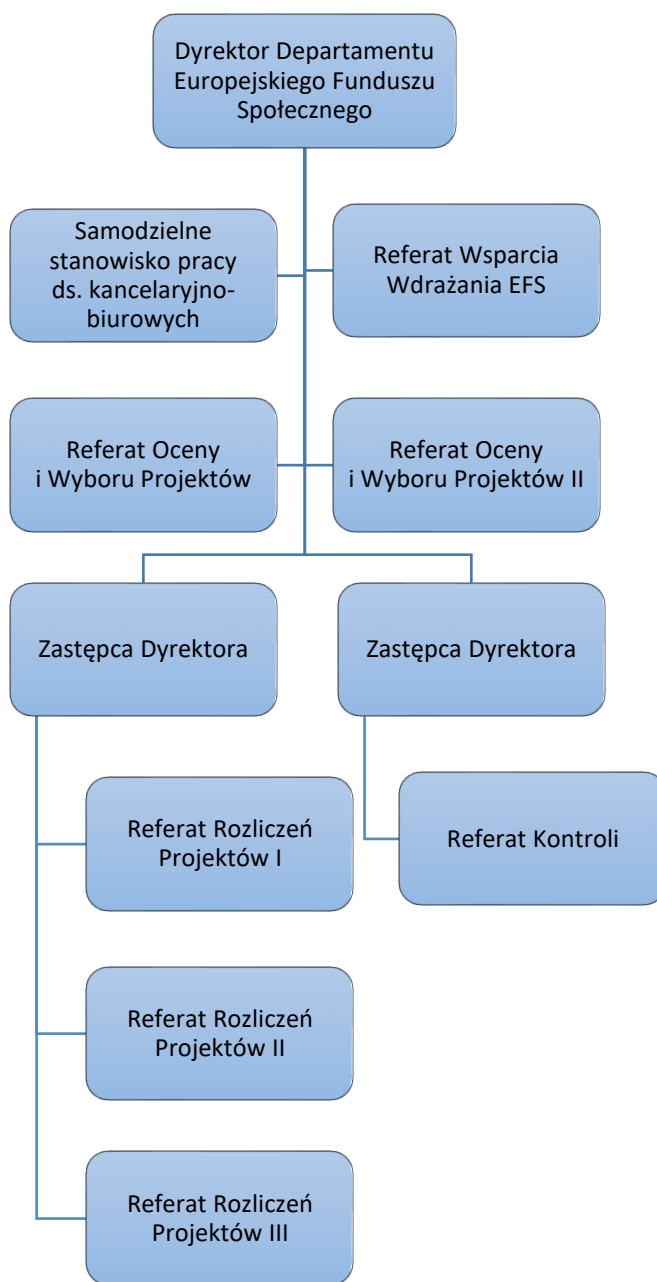 Dyrektor Departamentu
Europejskiego Funduszu
Społecznego
Samodzielne
stanowisko pracy
ds. kancelaryjno-
biurowych
Referat Wsparcia
Wdrażania EFS
Referat Oceny
i Wyboru Projektów
Referat Oceny
i Wyboru Projektów II
Zastępca Dyrektora
Zastępca Dyrektora
Referat Rozliczeń
Projektów I
Referat Kontroli
Referat Rozliczeń
Projektów II
Referat Rozliczeń
Projektów III